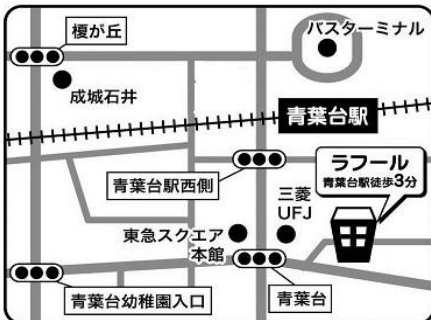 榎が丘
バスターミナル
成城石井
青葉台駅
ラフール
青葉台駅徒歩3分
青葉台駅西側
三菱
UFJ
東急スクエア
本館
青葉台幼稚園入口
青葉台